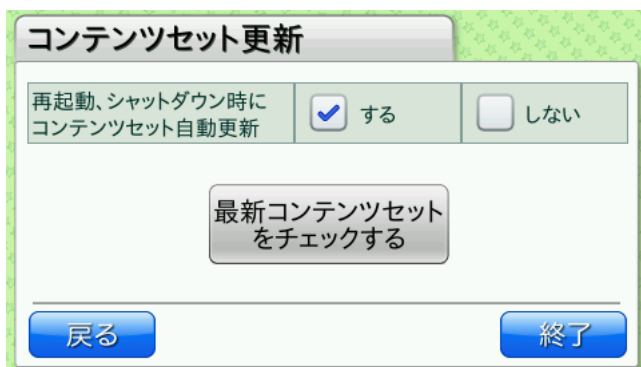 コンテンツセット更新
再起動、シャットダウン時に
コンテンツセット自動更新
する
しない
最新コンテンツセット
をチェックする
戻る
終了